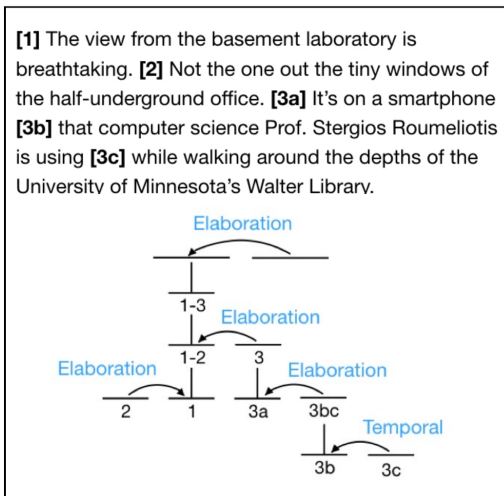 [1] The view from the basement laboratory is
breathtaking. [2] Not the one out the tiny windows of
the half-underground office. [3a] It's on a smartphone
[3b] that computer science Prof. Stergios Roumeliotis
is using [3c] while walking around the depths of the
University of Minnesota's Walter Library.
Elaboration
1-3
Elaboration
1-2 3
Elaboration Elaboration
2 1 3a 3bc
Temporal
3b 3c